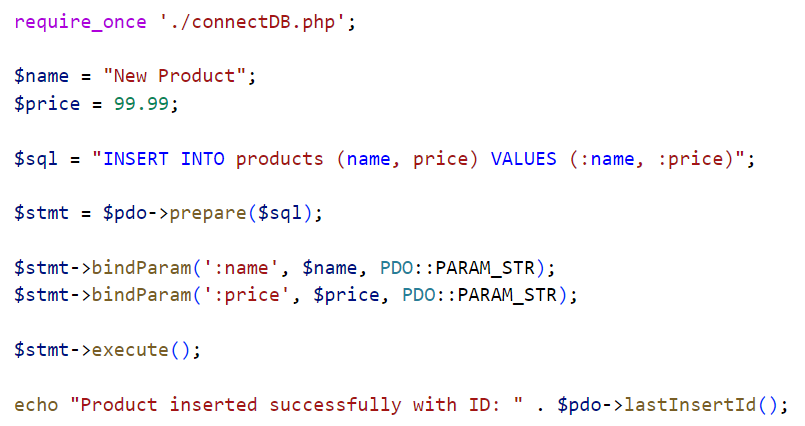 require_once './connectDB.php';
$name = "New Product";
$price = 99.99;
$sql = "INSERT INTO products (name, price) VALUES (:name, :price)";
$stmt = $pdo->prepare($sql);
$stmt->bindParam(':name', $name, PDO::PARAM_STR);
$stmt->bindParam(':price', $price, PDO::PARAM_STR);
$stmt->execute();
echo "Product inserted successfully with ID: " . $pdo->lastInsertId();